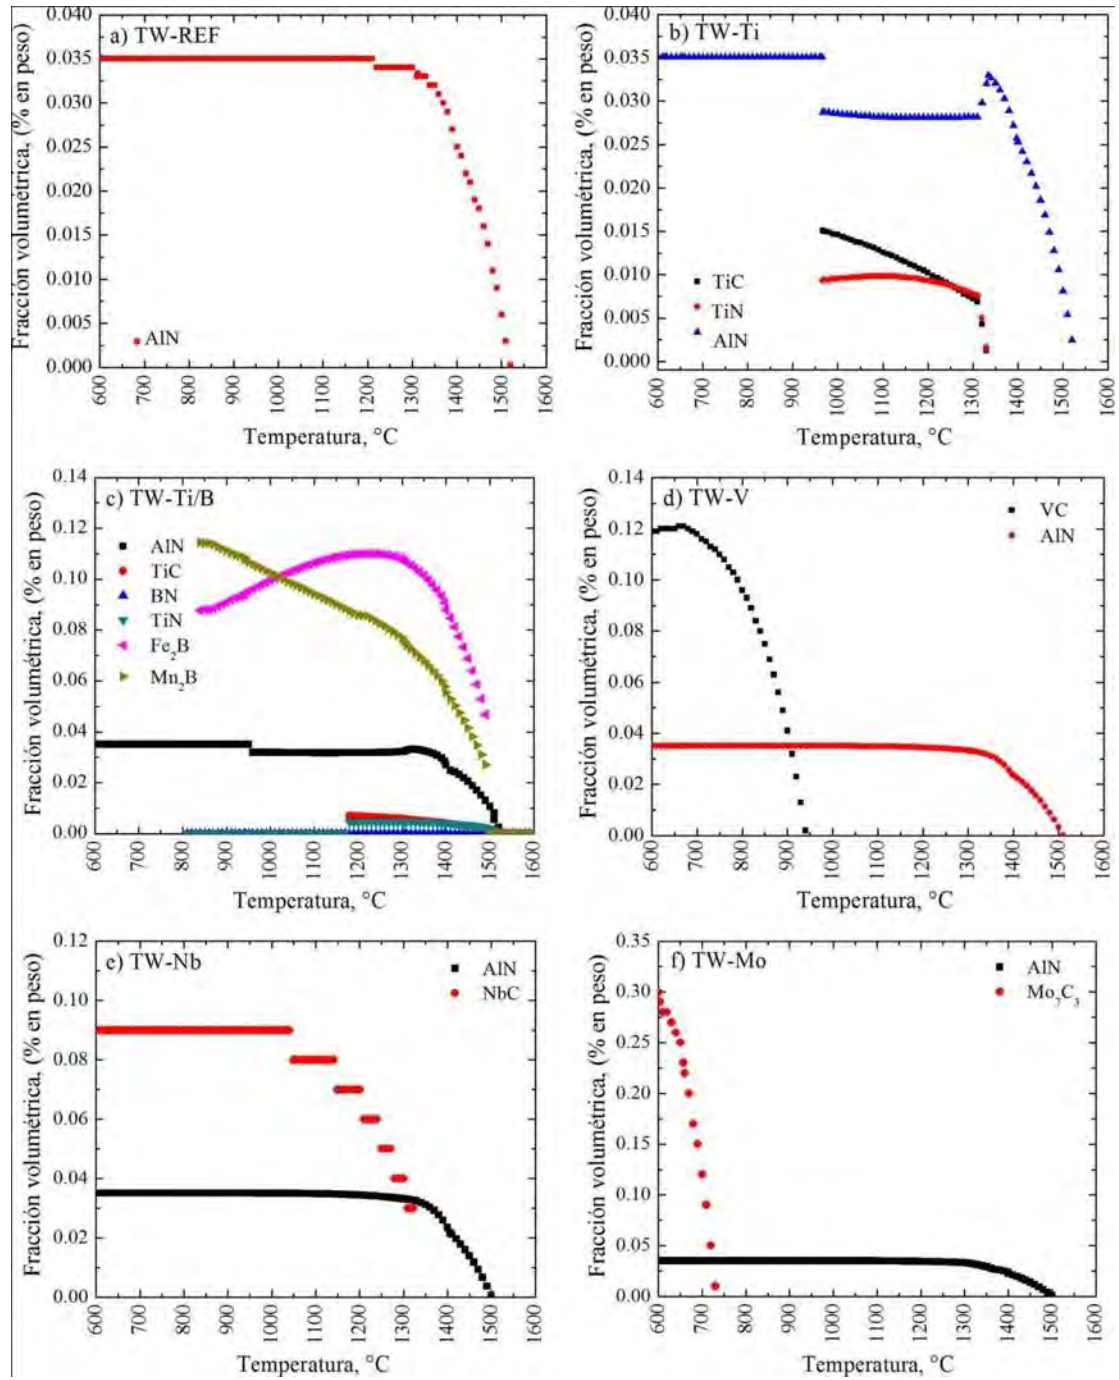 a) TW-REF
Fracción volumétrica, (% en peso)
0.040
0.035
0.030
0.025
0.020
0.015
0.010
0.005
0.000
AlN
600 700 800 900 1000 1100 1200 1300 1400 1500 1600
Temperatura, °C
b) TW-Ti
Fracción volumétrica, (% en peso)
0.040
0.035
0.030
0.025
0.020
0.015
0.010
0.005
0.000
TiC
TiN
AlN
600 700 800 900 1000 1100 1200 1300 1400 1500 1600
Temperatura, °C
c) TW-Ti/B
Fracción volumétrica, (% en peso)
0.14
0.12
0.10
0.08
0.06
0.04
0.02
0.00
AlN
TiC
BN
TiN
Fe₂B
Mn₂B
600 700 800 900 1000 1100 1200 1300 1400 1500 1600
Temperatura, °C
d) TW-V
Fracción volumétrica, (% en peso)
0.14
0.12
0.10
0.08
0.06
0.04
0.02
0.00
VC
AlN
600 700 800 900 1000 1100 1200 1300 1400 1500 1600
Temperatura, °C
e) TW-Nb
Fracción volumétrica, (% en peso)
0.12
0.10
0.08
0.06
0.04
0.02
0.00
AlN
NbC
600 700 800 900 1000 1100 1200 1300 1400 1500 1600
Temperatura, °C
f) TW-Mo
Fracción volumétrica, (% en peso)
0.35
0.30
0.25
0.20
0.15
0.10
0.05
0.00
AlN
Mo₇C₃
600 700 800 900 1000 1100 1200 1300 1400 1500 1600
Temperatura, °C